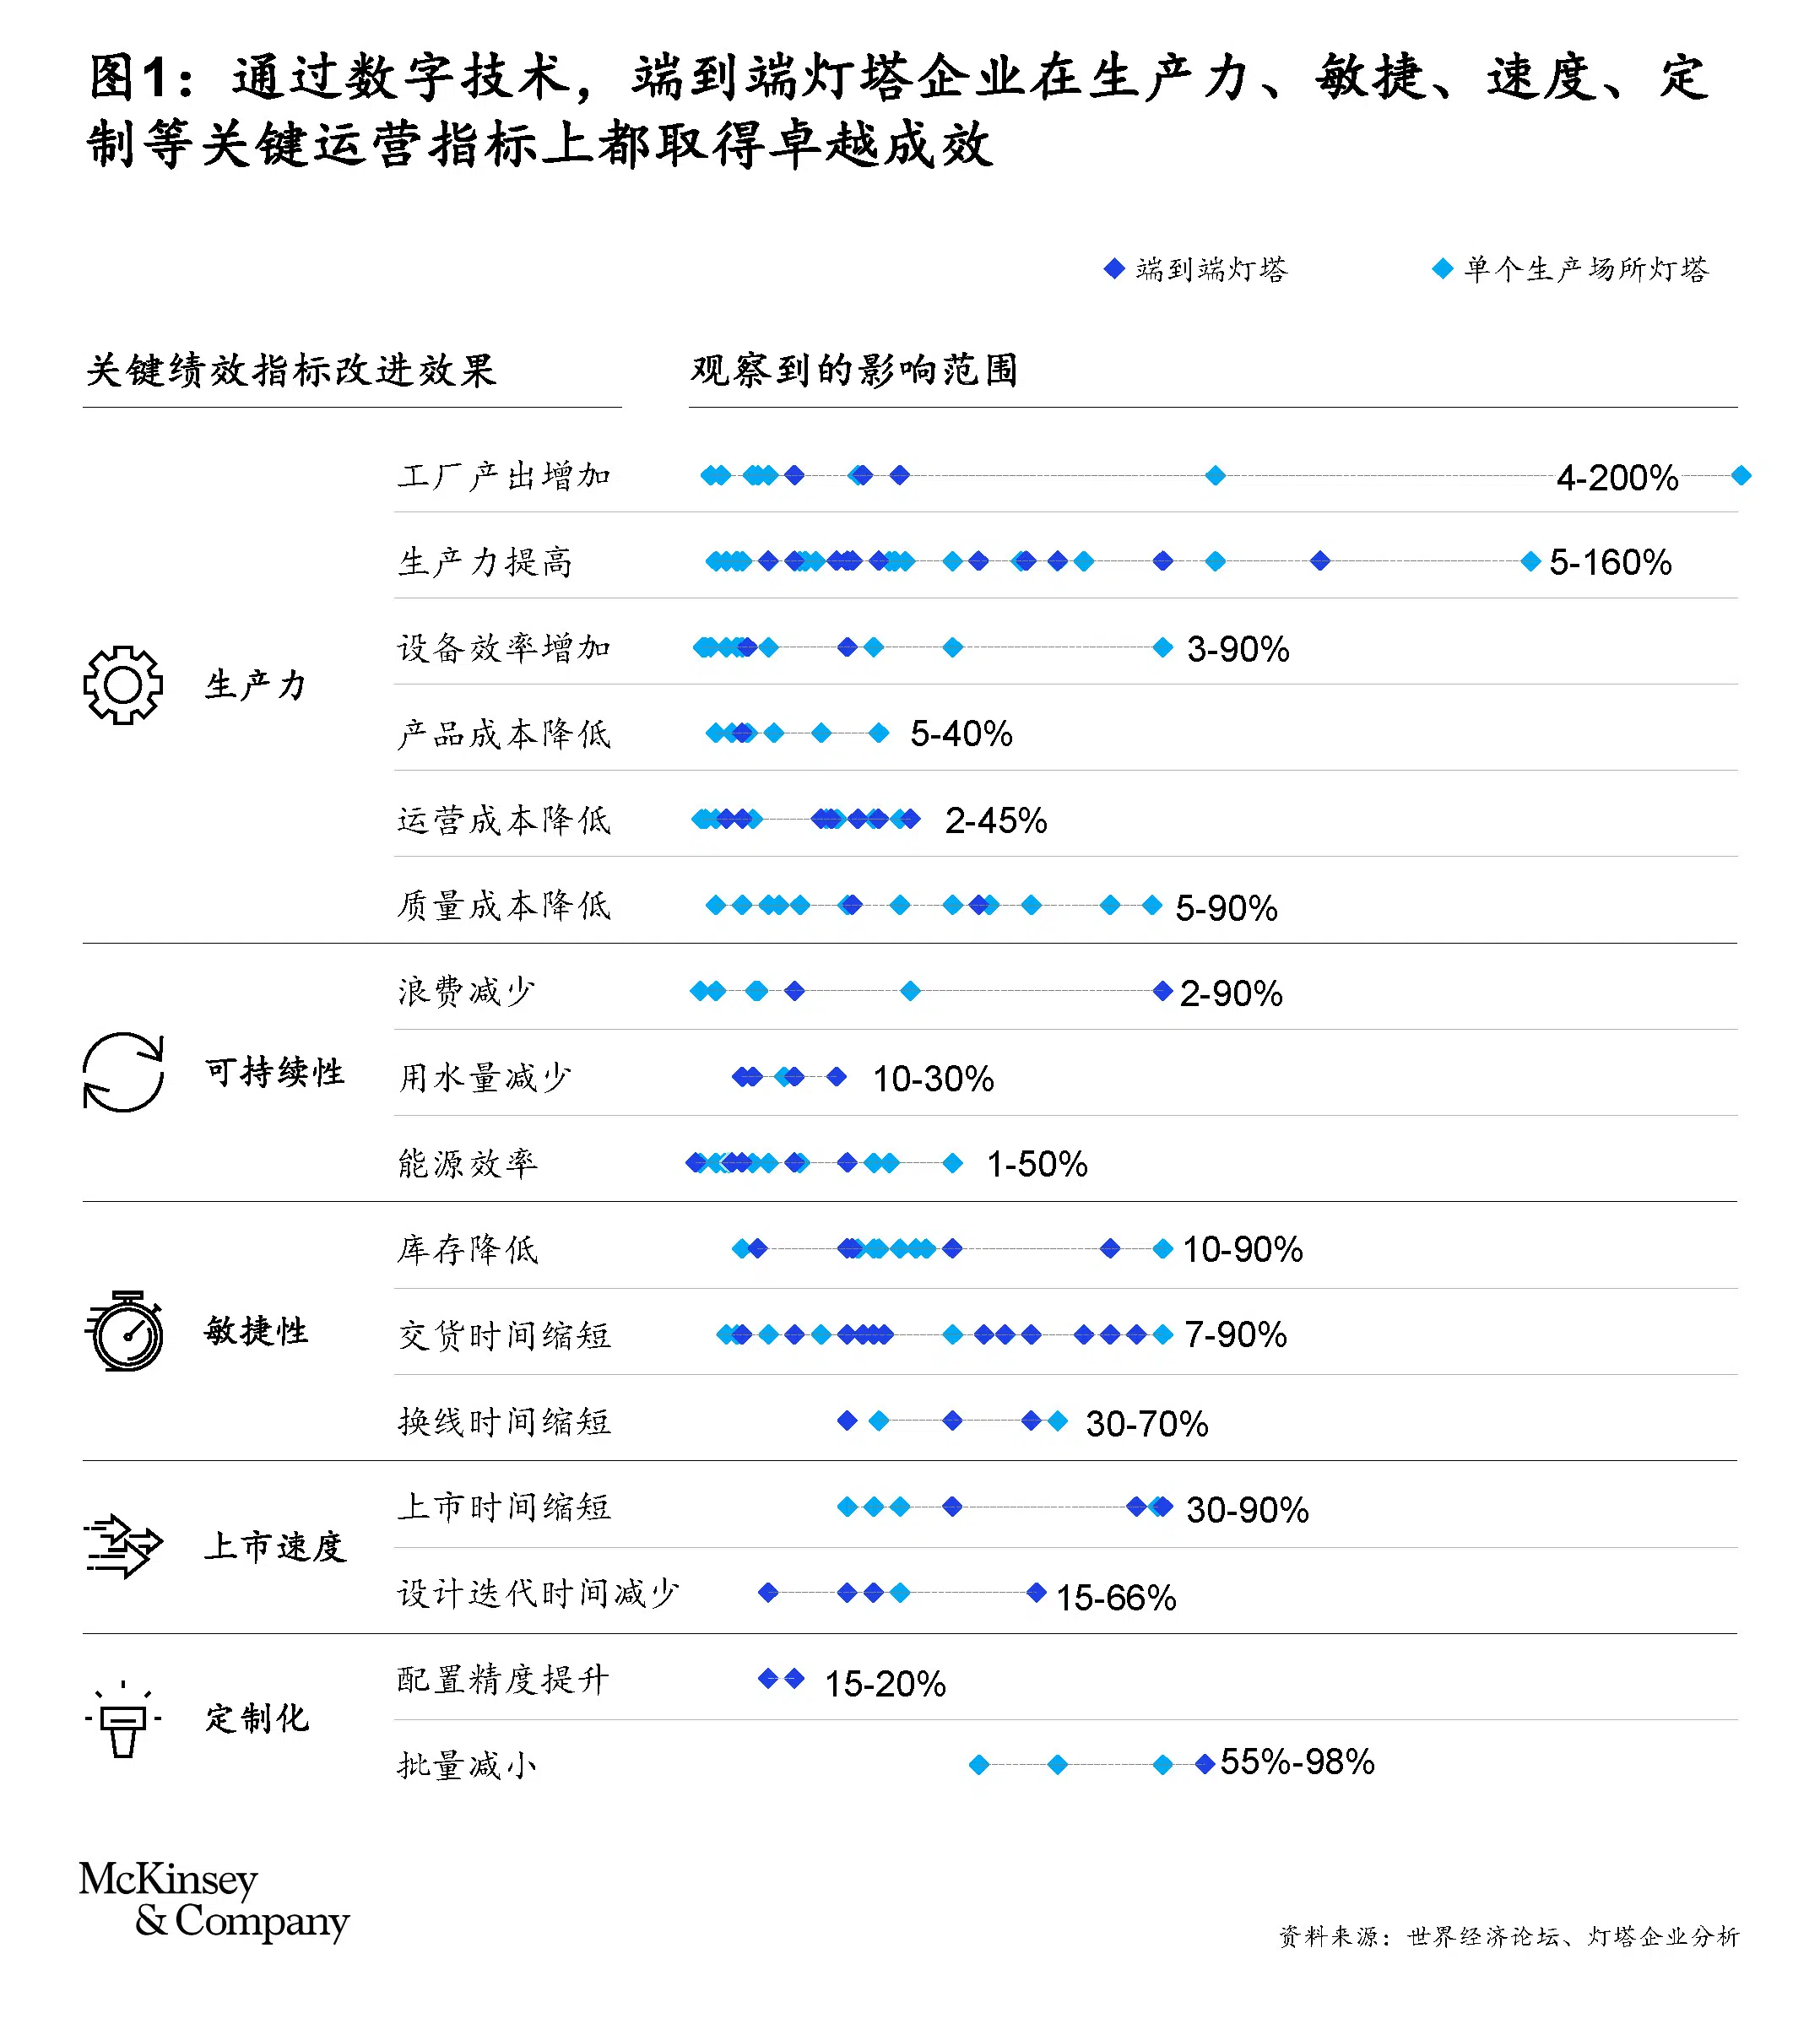 图1：通过数字技术，端到端灯塔企业在生产力、敏捷、速度、定
制等关键运营指标上都取得卓越成效
端到端灯塔
单个生产场所灯塔
关键绩效指标改进效果
观察到的影响范围
生产力
工厂产出增加
4-200%
生产力提高
5-160%
设备效率增加
3-90%
产品成本降低
5-40%
运营成本降低
2-45%
质量成本降低
5-90%
可持续性
浪费减少
2-90%
用水量减少
10-30%
能源效率
1-50%
敏捷性
库存降低
10-90%
交货时间缩短
7-90%
换线时间缩短
30-70%
上市速度
上市时间缩短
30-90%
设计迭代时间减少
15-66%
定制化
配置精度提升
15-20%
批量减小
55%-98%
McKinsey
& Company
资料来源：世界经济论坛、灯塔企业分析